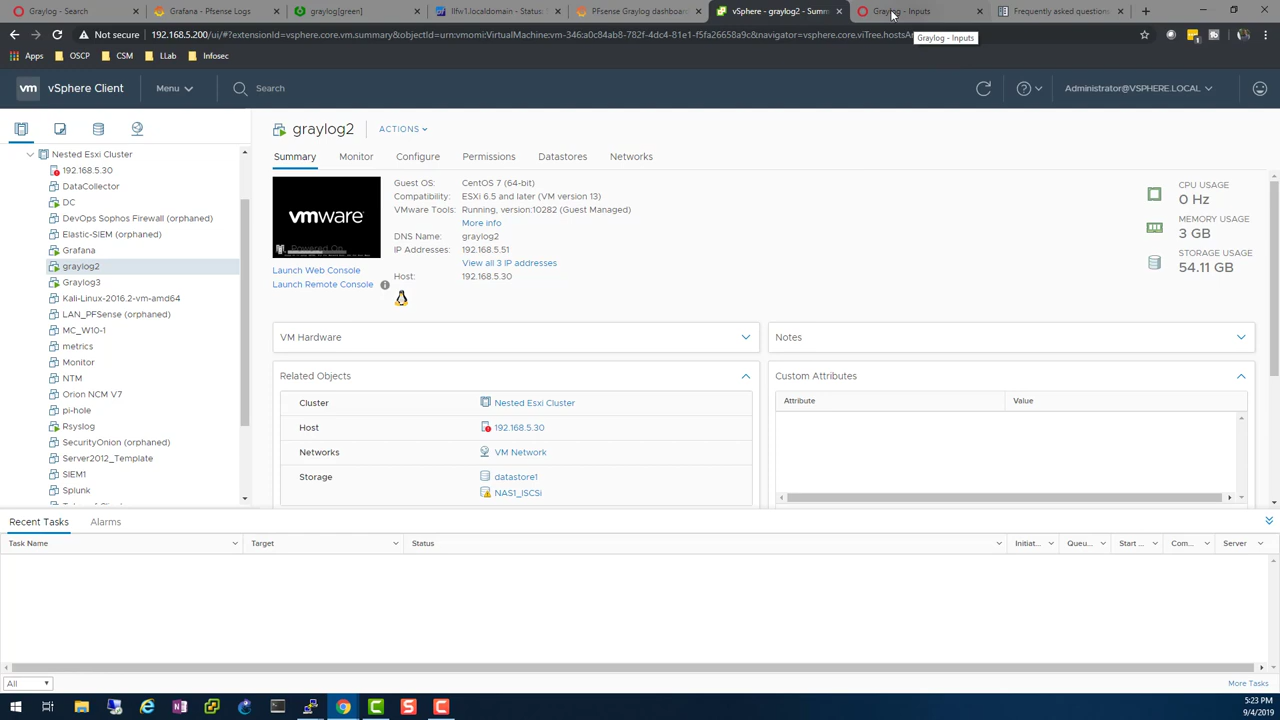 Graylog - Search
Grafana - Pfsense Logs
graylog[green]
llfw1.localdomain - Status:
PFsense Graylog dashboard
vSphere - graylog2 - Summ
Graylog - Inputs
Frequently asked questions
Not secure
192.168.5.200/ui/#?extensionId=vsphere.core.vm.summary&objectId=urn:vmomi:VirtualMachine:vm-346:a0c84ab8-782f-4dc4-81e1-f5fa26658a9c&navigator=vsphere.core.viTree.hosts
Graylog - Inputs
Apps
OSCP
CSM
LLab
Infosec
vm
vSphere Client
Menu
Search
Administrator@VSPHERE.LOCAL
Nested Esxi Cluster
192.168.5.30
DataCollector
DC
DevOps Sophos Firewall (orphaned)
Elastic-SIEM (orphaned)
Grafana
graylog2
Graylog3
Kali-Linux-2016.2-vm-amd64
LAN_PFSense (orphaned)
MC_W10-1
metrics
Monitor
NTM
Orion NCM V7
pi-hole
Rsyslog
SecurityOnion (orphaned)
Server2012_Template
SIEM1
Splunk
graylog2
ACTIONS
Summary
Monitor
Configure
Permissions
Datastores
Networks
vmware
Powered On
Launch Web Console
Launch Remote Console
Guest OS: CentOS 7 (64-bit)
Compatibility: ESXi 6.5 and later (VM version 13)
VMware Tools: Running, version:10282 (Guest Managed)
More info
DNS Name: graylog2
IP Addresses: 192.168.5.51
View all 3 IP addresses
Host: 192.168.5.30
CPU USAGE
0 Hz
MEMORY USAGE
3 GB
STORAGE USAGE
54.11 GB
VM Hardware
Notes
Related Objects
Cluster Nested Esxi Cluster
Host 192.168.5.30
Networks VM Network
Storage datastore1
NAS1_ISCSi
Custom Attributes
Attribute Value
Recent Tasks
Alarms
Task Name
Target
Status
Initiat...
Queu...
Start ...
Com...
Server
All
More Tasks
5:23 PM
9/4/2019